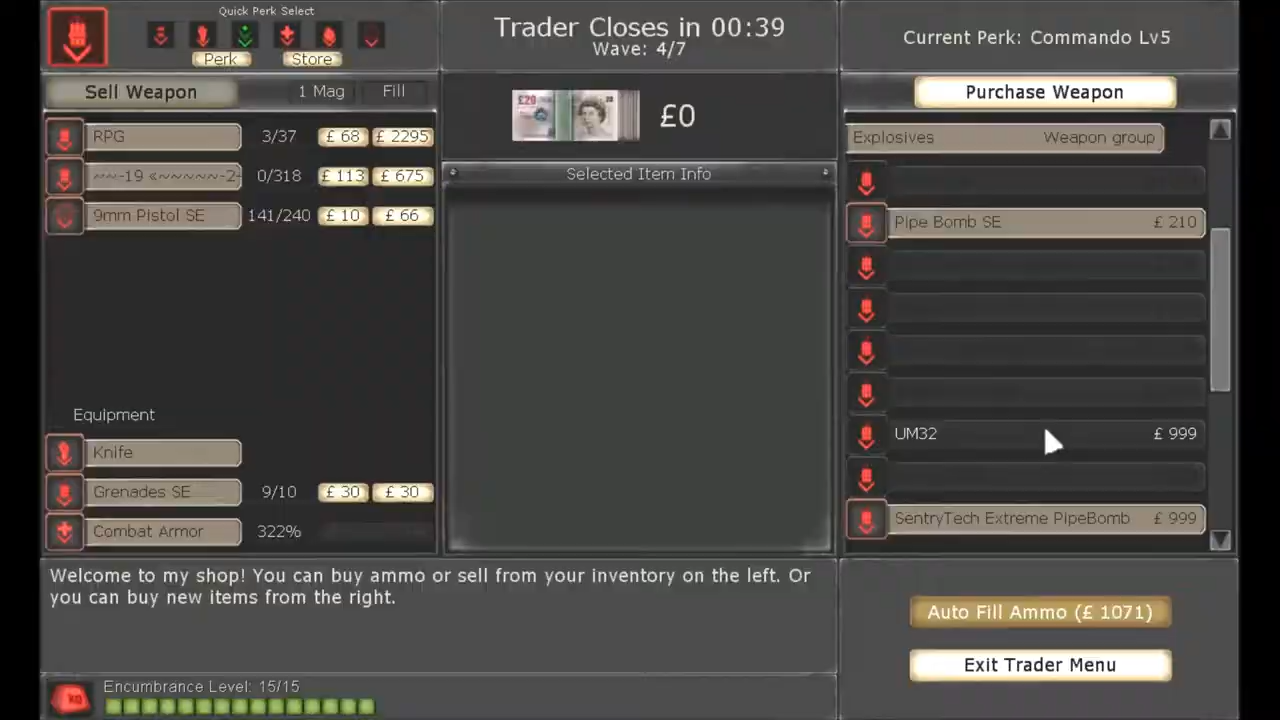 Quick Perk Select
Perk
Store
Trader Closes in 00:39
Wave: 4/7
Current Perk: Commando Lv5
Sell Weapon
1 Mag
Fill
£0
Purchase Weapon
RPG 3/37 £ 68 £ 2295
~~-19 «~~~~~-2- 0/318 £ 113 £ 675
9mm Pistol SE 141/240 £ 10 £ 66
Equipment
Knife
Grenades SE 9/10 £ 30 £ 30
Combat Armor 322%
Selected Item Info
Explosives Weapon group
Pipe Bomb SE £ 210
UM32 £ 999
SentryTech Extreme PipeBomb £ 999
Welcome to my shop! You can buy ammo or sell from your inventory on the left. Or
you can buy new items from the right.
Auto Fill Ammo (£ 1071)
Exit Trader Menu
Encumbrance Level: 15/15